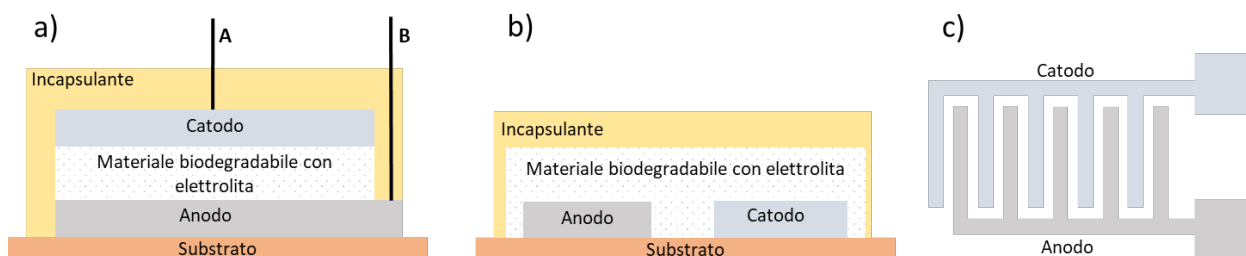 a)
A
B
Incapsulante
Catodo
Materiale biodegradabile con
elettrolita
Anodo
Substrato
b)
Incapsulante
Materiale biodegradabile con elettrolita
Anodo
Catodo
Substrato
c)
Catodo
Anodo